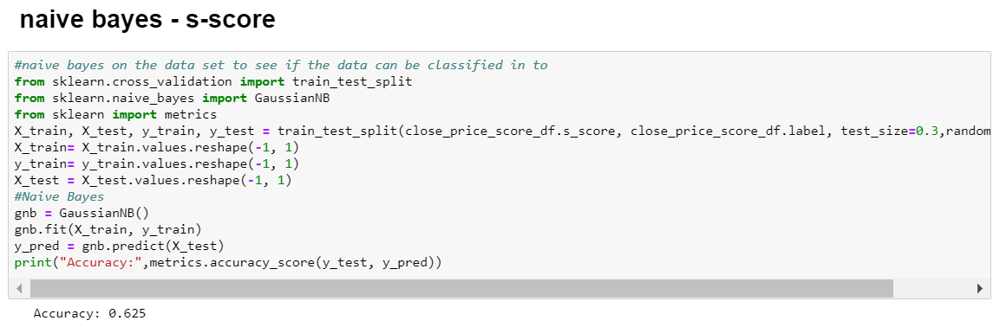 naive bayes - s-score
#naive bayes on the data set to see if the data can be classified in to
from sklearn.cross_validation import train_test_split
from sklearn.naive_bayes import GaussianNB
from sklearn import metrics
X_train, X_test, y_train, y_test = train_test_split(close_price_score_df.s_score, close_price_score_df.label, test_size=0.3,random
X_train= X_train.values.reshape(-1, 1)
y_train= y_train.values.reshape(-1, 1)
X_test = X_test.values.reshape(-1, 1)
#Naive Bayes
gnb = GaussianNB()
gnb.fit(X_train, y_train)
y_pred = gnb.predict(X_test)
print("Accuracy:",metrics.accuracy_score(y_test, y_pred))
Accuracy: 0.625